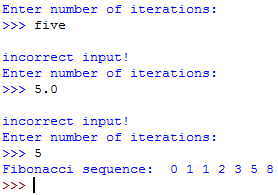 Enter number of iterations:
>>> five
incorrect input!
Enter number of iterations:
>>> 5.0
incorrect input!
Enter number of iterations:
>>> 5
Fibonacci sequence:  0 1 1 2 3 5 8
>>>